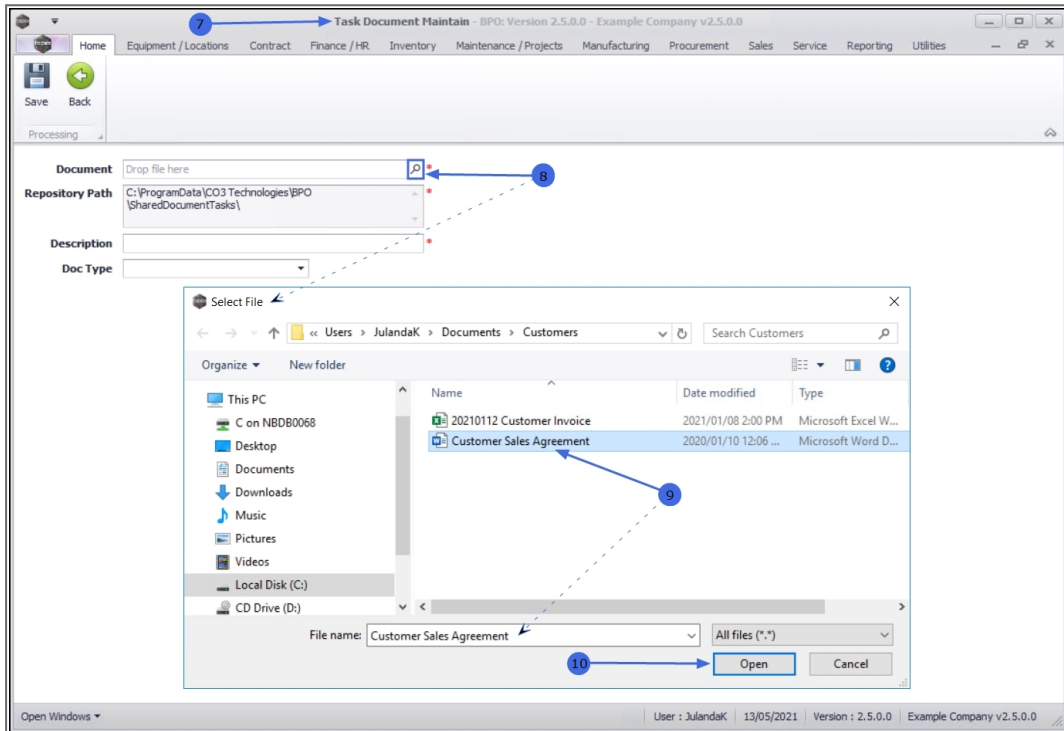 7
Task Document Maintain - BPO: Version 2.5.0.0 - Example Company v2.5.0.0
Home Equipment / Locations Contract Finance / HR Inventory Maintenance / Projects Manufacturing Procurement Sales Service Reporting Utilities
Save Back
Processing
Document Drop file here *
8
Repository Path C:\ProgramData\CO3 Technologies\BPO *
\SharedDocumentTasks\
Description *
Doc Type
Select File
« Users > JulandaK > Documents > Customers Search Customers
Organize New folder
This PC
Name Date modified Type
C on NBDB0068
20210112 Customer Invoice 2021/01/08 2:00 PM Microsoft Excel W...
Desktop
Customer Sales Agreement 2020/01/10 12:06 ... Microsoft Word D...
Documents
Downloads
9
Music
Pictures
Videos
Local Disk (C:)
CD Drive (D:)
File name: Customer Sales Agreement All files (*.*)
10
Open Cancel
Open Windows User : JulandaK 13/05/2021 Version : 2.5.0.0 Example Company v2.5.0.0